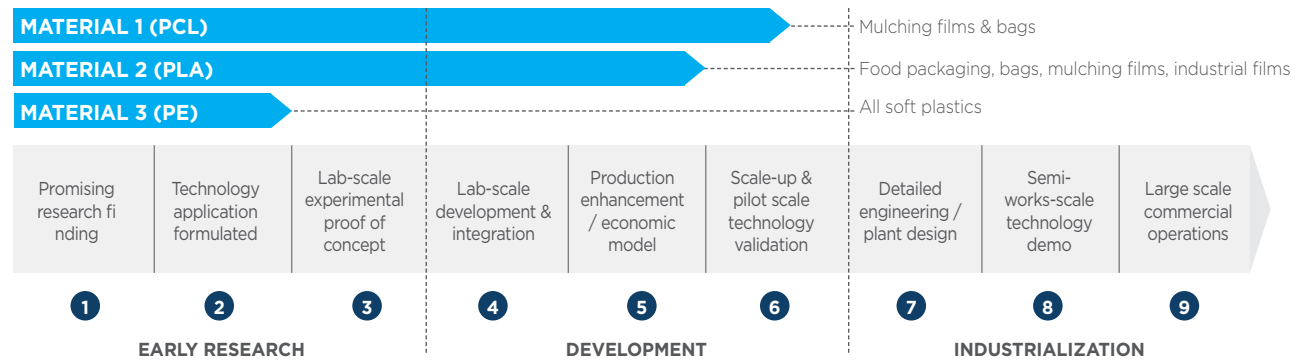 MATERIAL 1 (PCL)
Mulching films & bags
MATERIAL 2 (PLA)
Food packaging, bags, mulching films, industrial films
MATERIAL 3 (PE)
All soft plastics
Promising
research fi
nding
Technology
application
formulated
Lab-scale
experimental
proof of
concept
Lab-scale
development &
integration
Production
enhancement
/ economic
model
Scale-up &
pilot scale
technology
validation
Detailed
engineering /
plant design
Semi-
works-scale
technology
demo
Large scale
commercial
operations
1
2
3
4
5
6
7
8
9
EARLY RESEARCH
DEVELOPMENT
INDUSTRIALIZATION